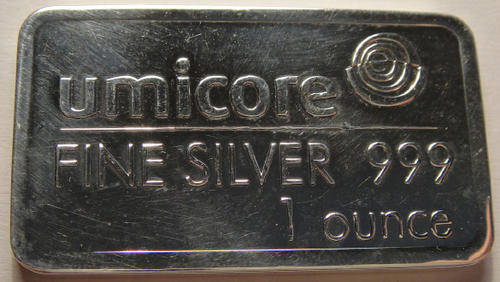 umicore
FINE SILVER 999
1 ounce